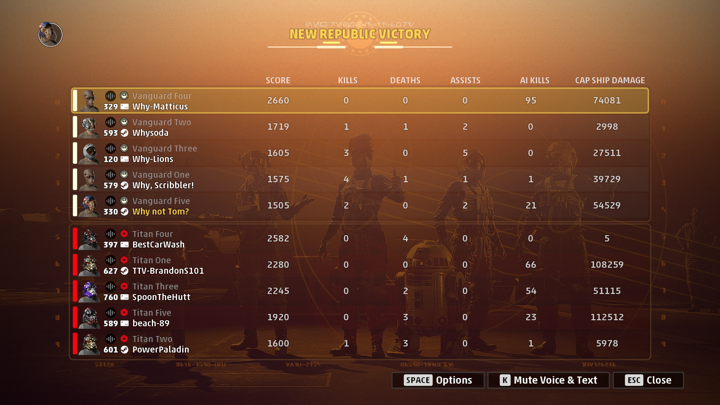 NEW REPUBLIC VICTORY
SCORE KILLS DEATHS ASSISTS AI KILLS CAP SHIP DAMAGE
Vanguard Four
329 Why-Matticus 2660 0 0 0 95 74081
Vanguard Two
593 Whysoda 1719 1 1 2 0 2998
Vanguard Three
120 Why-Lions 1605 3 0 5 0 27511
Vanguard One
579 Why, Scribbler! 1575 4 1 1 1 39729
Vanguard Five
330 Why not Tom? 1505 2 0 2 21 54529
Titan Four
397 BestCarWash 2582 0 4 0 0 5
Titan One
627 TTV-BrandonS101 2280 0 0 0 66 108259
Titan Three
760 SpoonTheHutt 2245 0 2 0 54 51115
Titan Five
589 beach-89 1920 0 3 0 23 112512
Titan Two
601 PowerPaladin 1600 1 3 0 1 5978
SPACE Options K Mute Voice & Text ESC Close